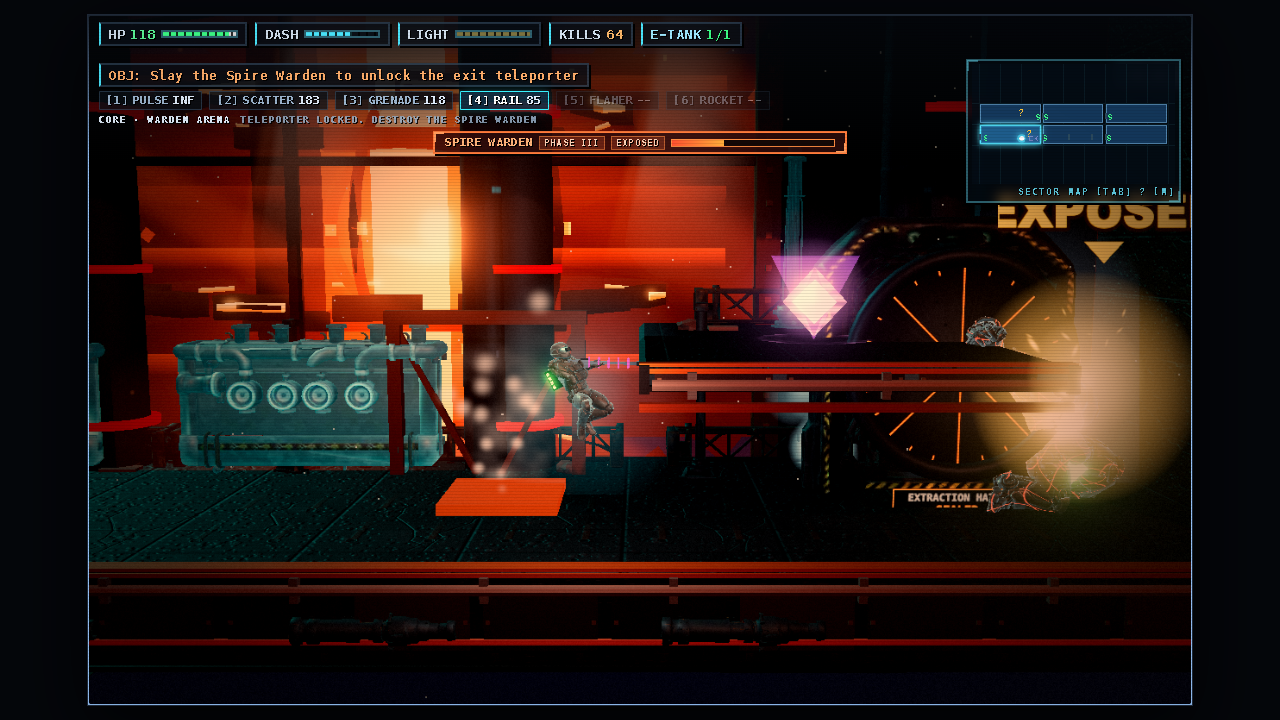 HP 118 DASH LIGHT KILLS 64 E-TANK 1/1
OBJ: Slay the Spire Warden to unlock the exit teleporter
[1] PULSE INF [2] SCATTER 183 [3] GRENADE 118 [4] RAIL 85 [5] FLAMER -- [6] ROCKET --
CORE · WARDEN ARENA TELEPORTER LOCKED. DESTROY THE SPIRE WARDEN
SPIRE WARDEN PHASE III EXPOSED
? S S S
S ? S S
SECTOR MAP [TAB] ? [M]
EXPOSE
EXTRACTION HA